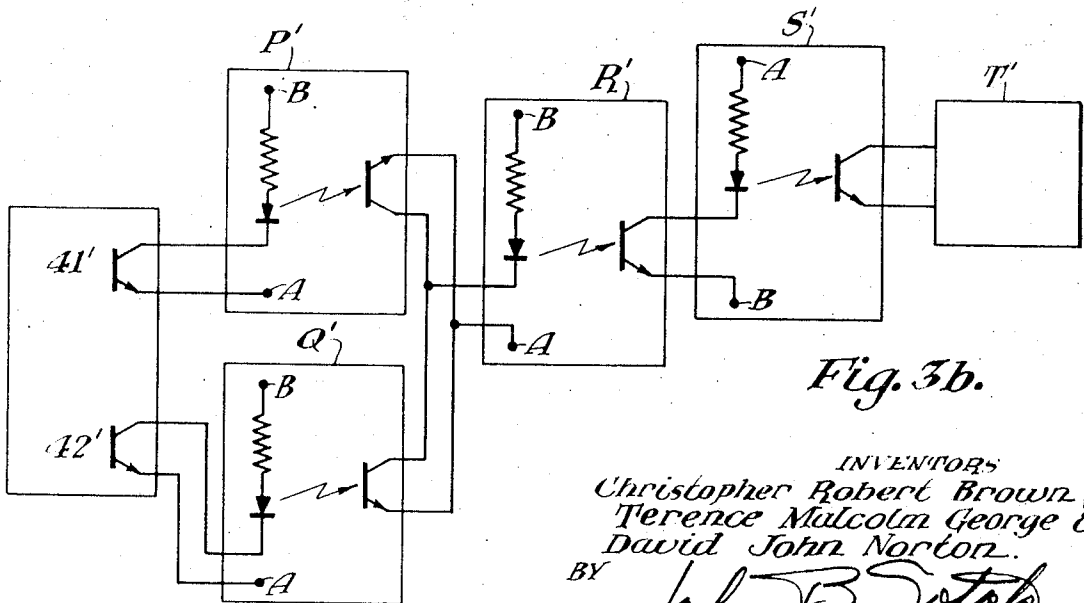 P'
B
A
41'
42'
Q'
B
A
R'
B
A
S'
A
B
T'
Fig. 3b.
INVENTORS
Christopher Robert Brown
Terence Malcolm George
David John Norton.
BY